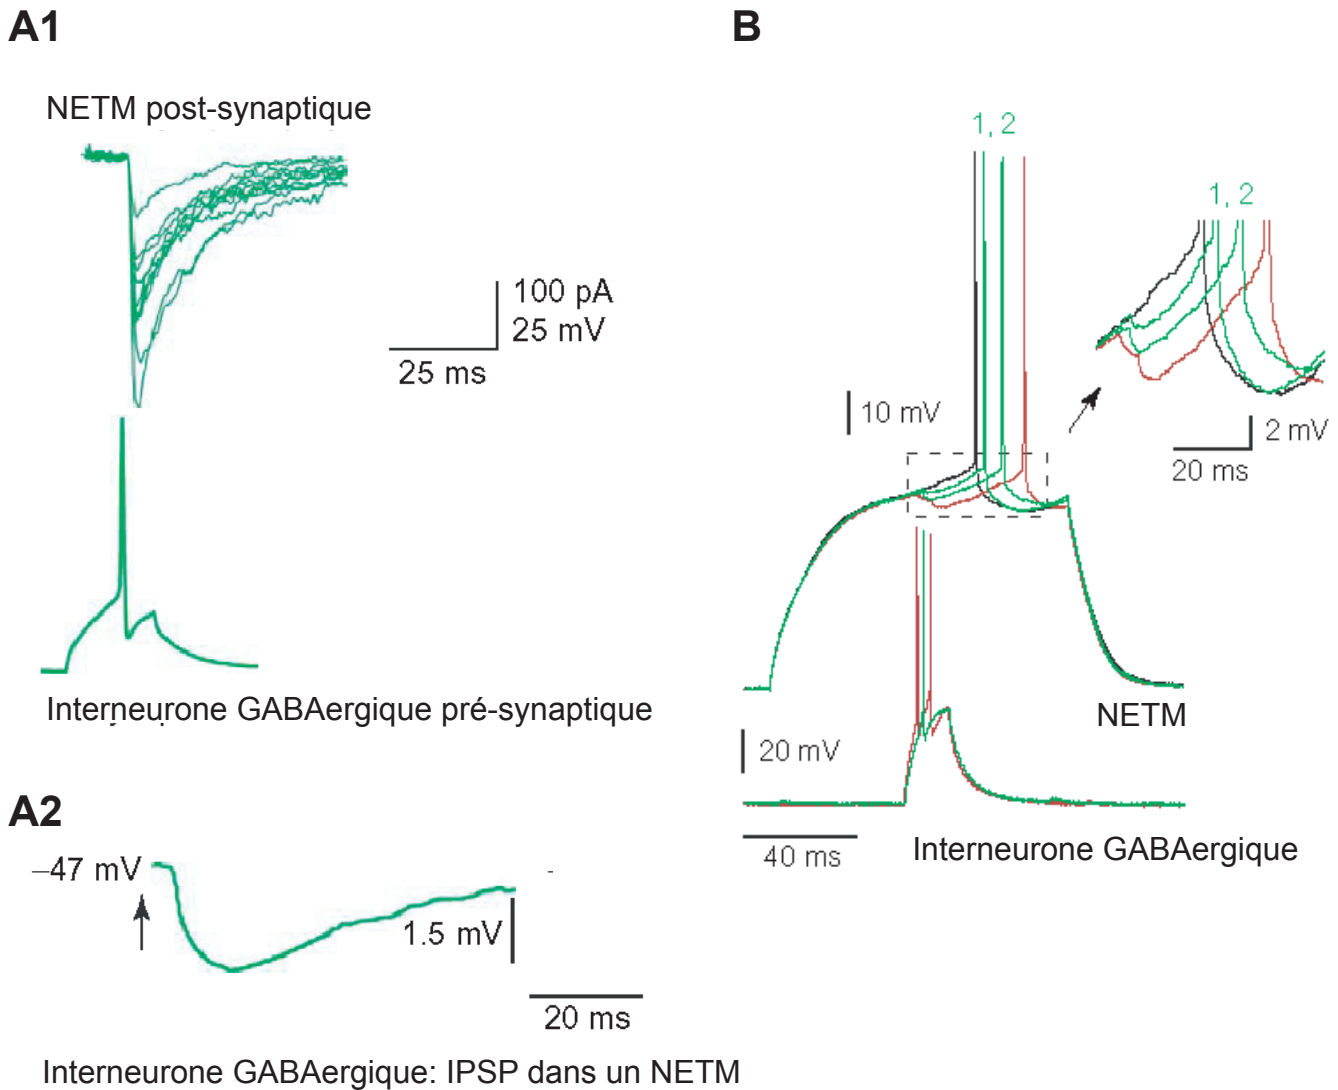 A1
NETM post-synaptique
100 pA
25 mV
25 ms
Interneurone GABAergique pré-synaptique
A2
–47 mV
1.5 mV
20 ms
Interneurone GABAergique: IPSP dans un NETM
B
1, 2
1, 2
10 mV
2 mV
20 ms
NETM
20 mV
40 ms
Interneurone GABAergique